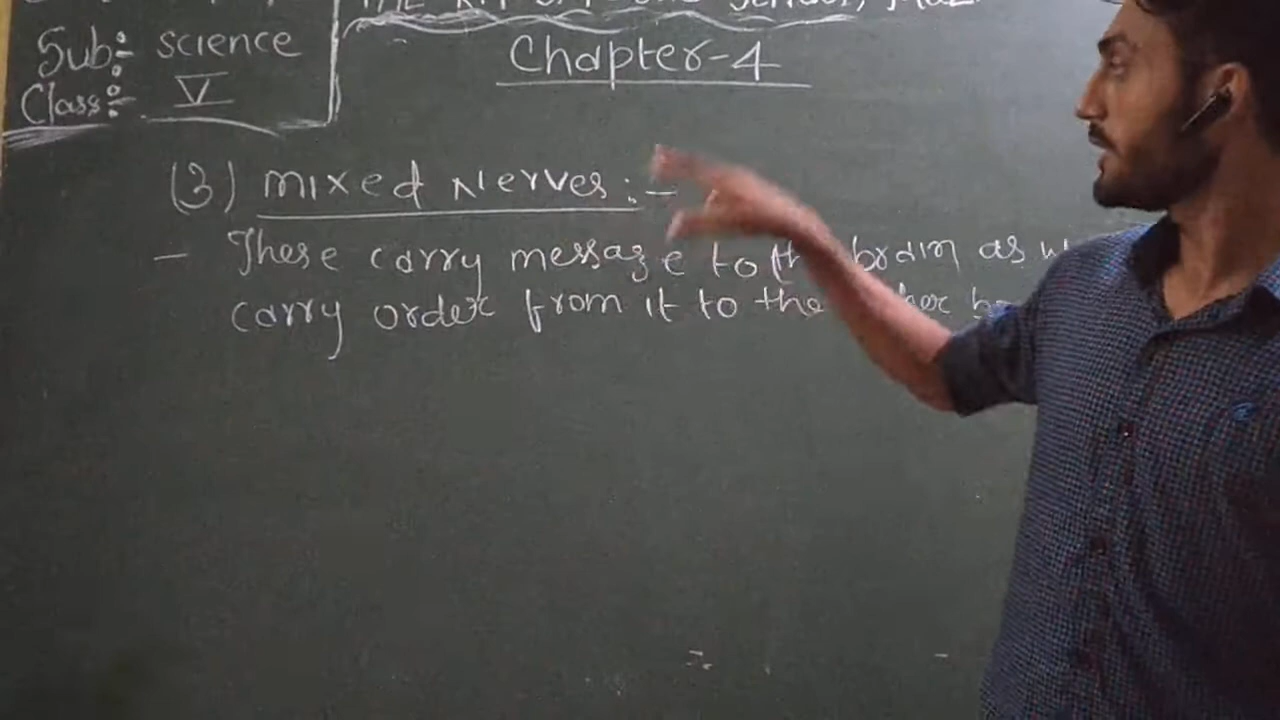 Sub:- science
Class:- V
Chapter-4
(3) Mixed Nerves :-
- These carry message to the brain as
carry order from it to the